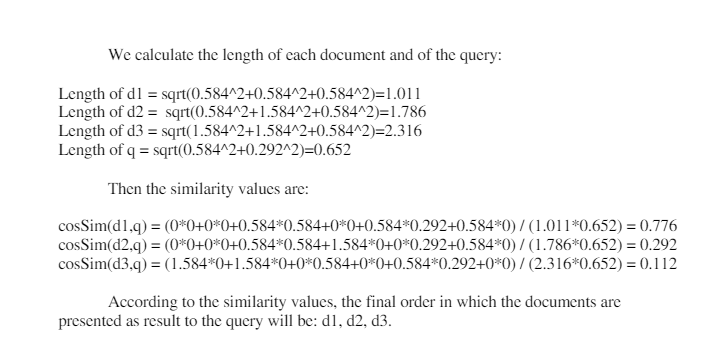 We calculate the length of each document and of the query:
Length of d1 = sqrt(0.584^2+0.584^2+0.584^2)=1.011
Length of d2 = sqrt(0.584^2+1.584^2+0.584^2)=1.786
Length of d3 = sqrt(1.584^2+1.584^2+0.584^2)=2.316
Length of q = sqrt(0.584^2+0.292^2)=0.652
Then the similarity values are:
cosSim(d1,q) = (0*0+0*0+0.584*0.584+0*0+0.584*0.292+0.584*0) / (1.011*0.652) = 0.776
cosSim(d2,q) = (0*0+0*0+0.584*0.584+1.584*0+0*0.292+0.584*0) / (1.786*0.652) = 0.292
cosSim(d3,q) = (1.584*0+1.584*0+0*0.584+0*0+0.584*0.292+0*0) / (2.316*0.652) = 0.112
According to the similarity values, the final order in which the documents are
presented as result to the query will be: d1, d2, d3.